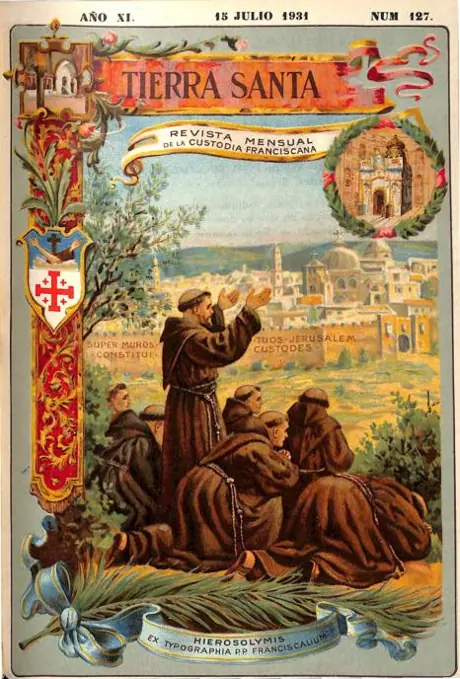 AÑO XI. 15 JULIO 1931 NUM 127.
TIERRA SANTA
REVISTA MENSUAL
DE LA CUSTODIA FRANCISCANA
SUPER MUROS TUOS JERUSALEM
CONSTITUI CUSTODES
HIEROSOLYMIS
EX TYPOGRAPHIA P.P. FRANCISCALIUM